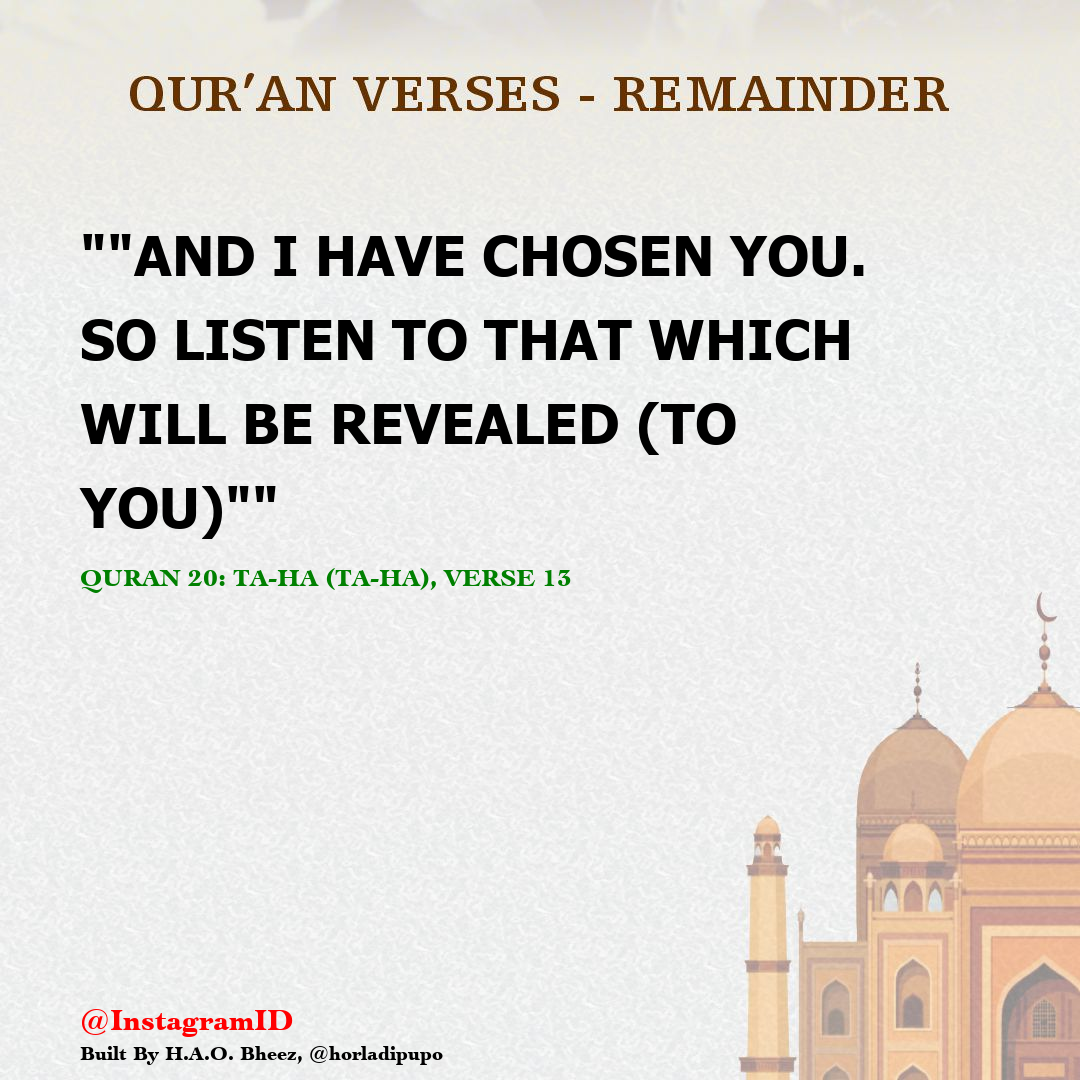 QUR'AN VERSES - REMAINDER
""AND I HAVE CHOSEN YOU.
SO LISTEN TO THAT WHICH
WILL BE REVEALED (TO
YOU)""
QURAN 20: TA-HA (TA-HA), VERSE 13
@InstagramID
Built By H.A.O. Bheez, @horladipupo